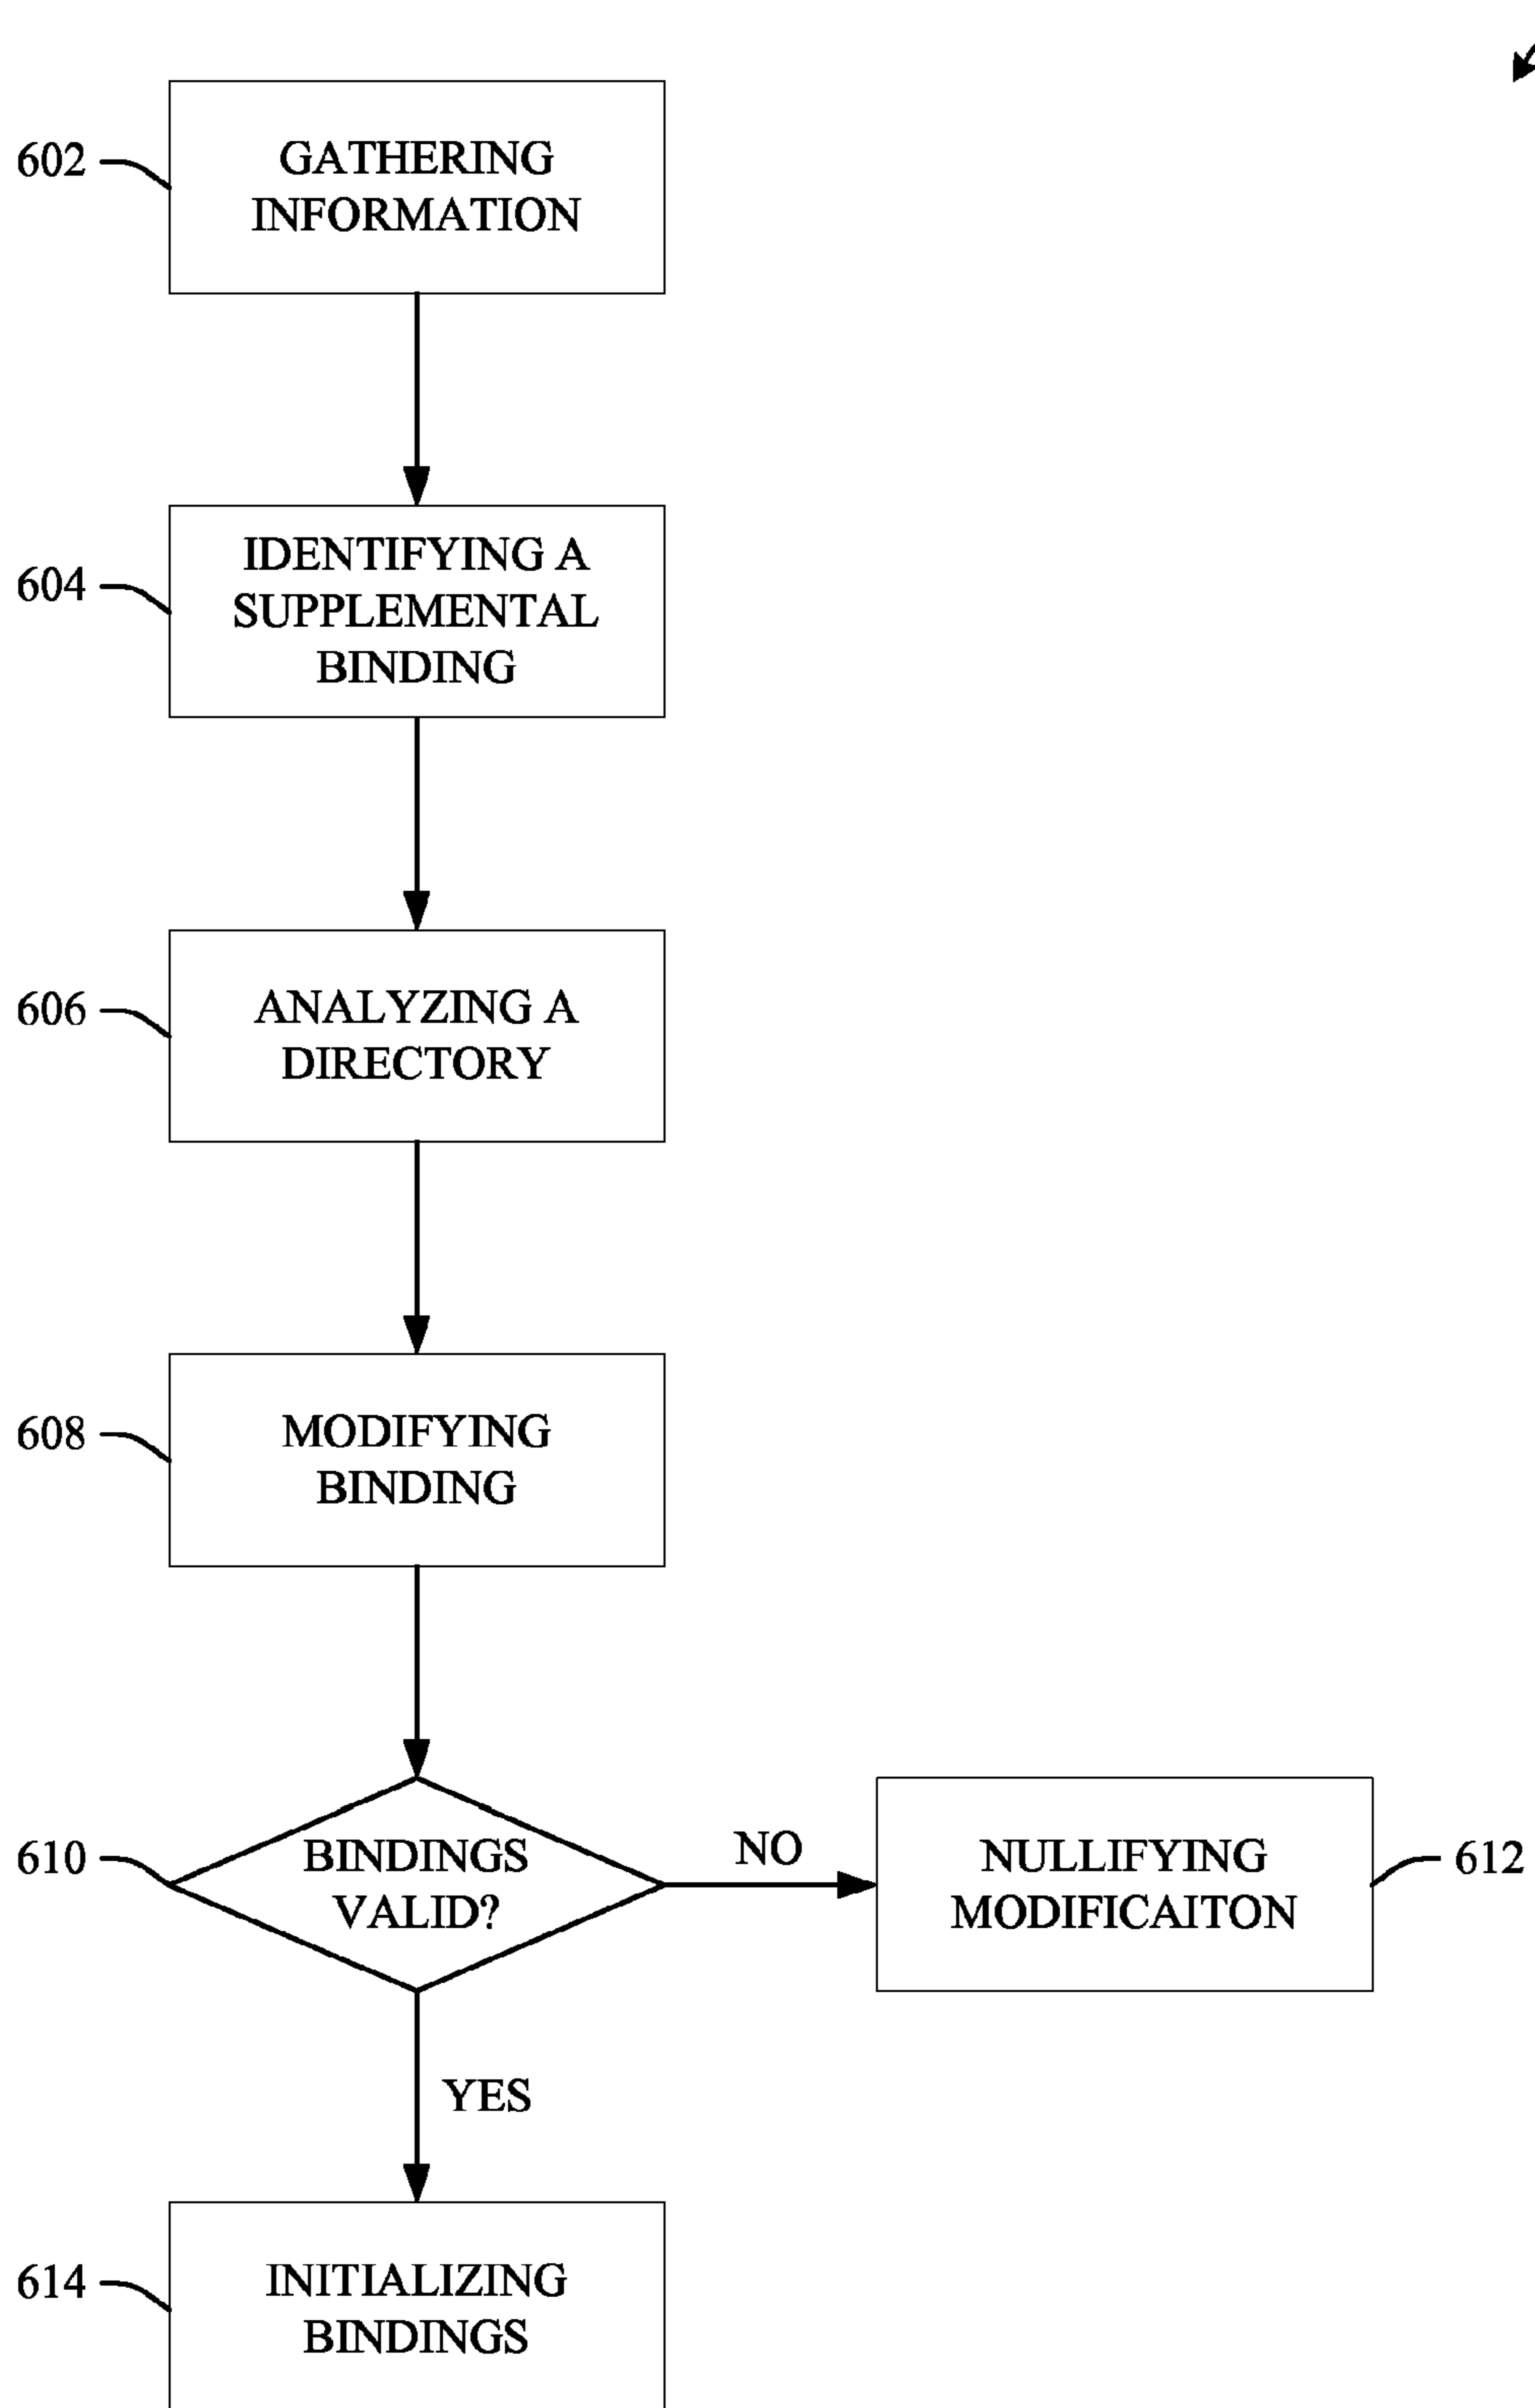 602
GATHERING
INFORMATION
604
IDENTIFYING A
SUPPLEMENTAL
BINDING
606
ANALYZING A
DIRECTORY
608
MODIFYING
BINDING
610
BINDINGS
VALID?
NO
NULLIFYING
MODIFICAITON
612
YES
614
INITIALIZING
BINDINGS